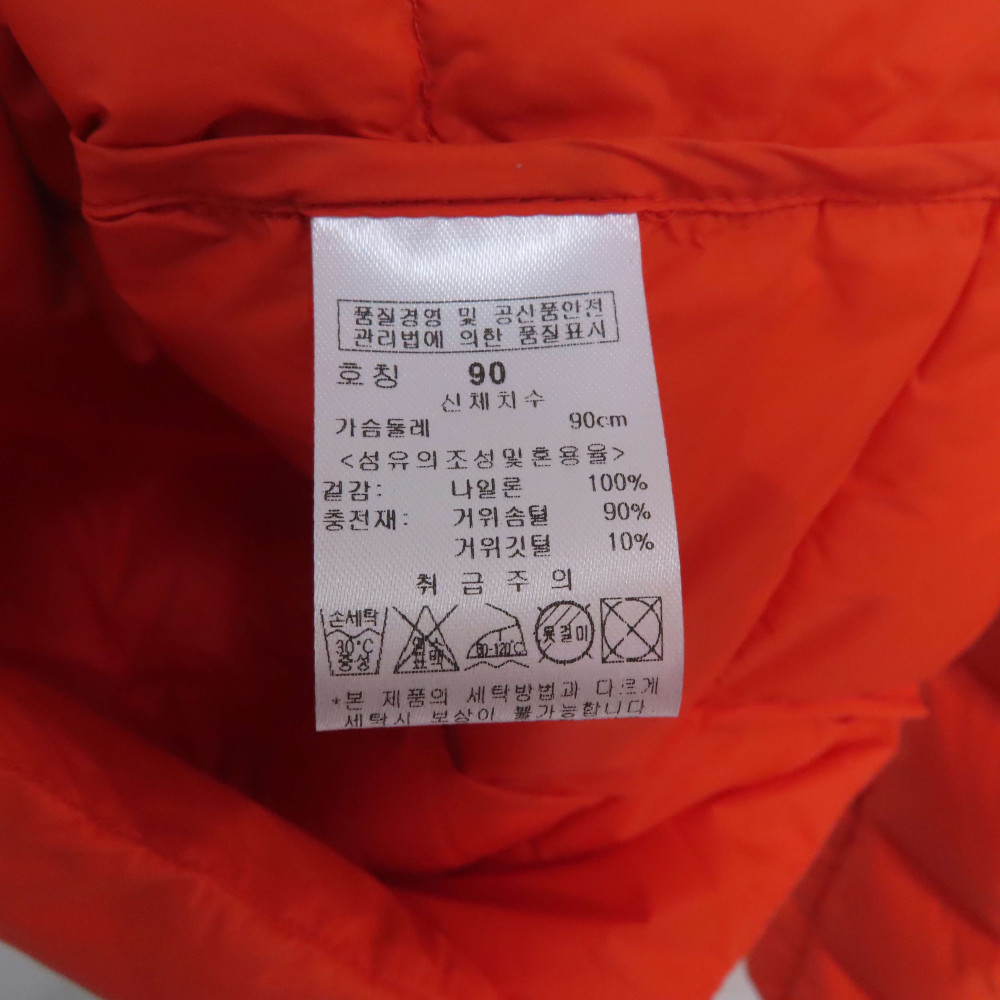 품질경영 및 공산품안전
관리법에 의한 품질표시
호칭 90
신체치수
가슴둘레 90cm
<섬유의조성및혼용율>
겉감: 나일론 100%
충전재: 거위솜털 90%
거위깃털 10%
취급주의
손세탁 30°C 중성
염소 표백
80-120°C
옷걸이
*본 제품의 세탁방법과 다르게
세탁시 보상이 불가능합니다